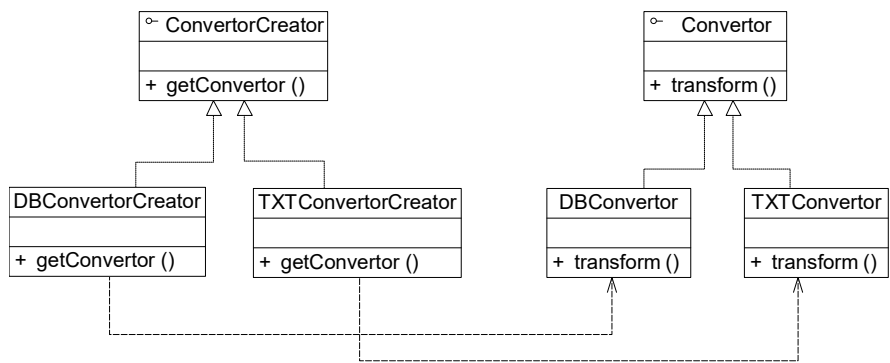 ConvertorCreator
+ getConvertor ()
Convertor
+ transform ()
DBConvertorCreator
+ getConvertor ()
TXTConvertorCreator
+ getConvertor ()
DBConvertor
+ transform ()
TXTConvertor
+ transform ()